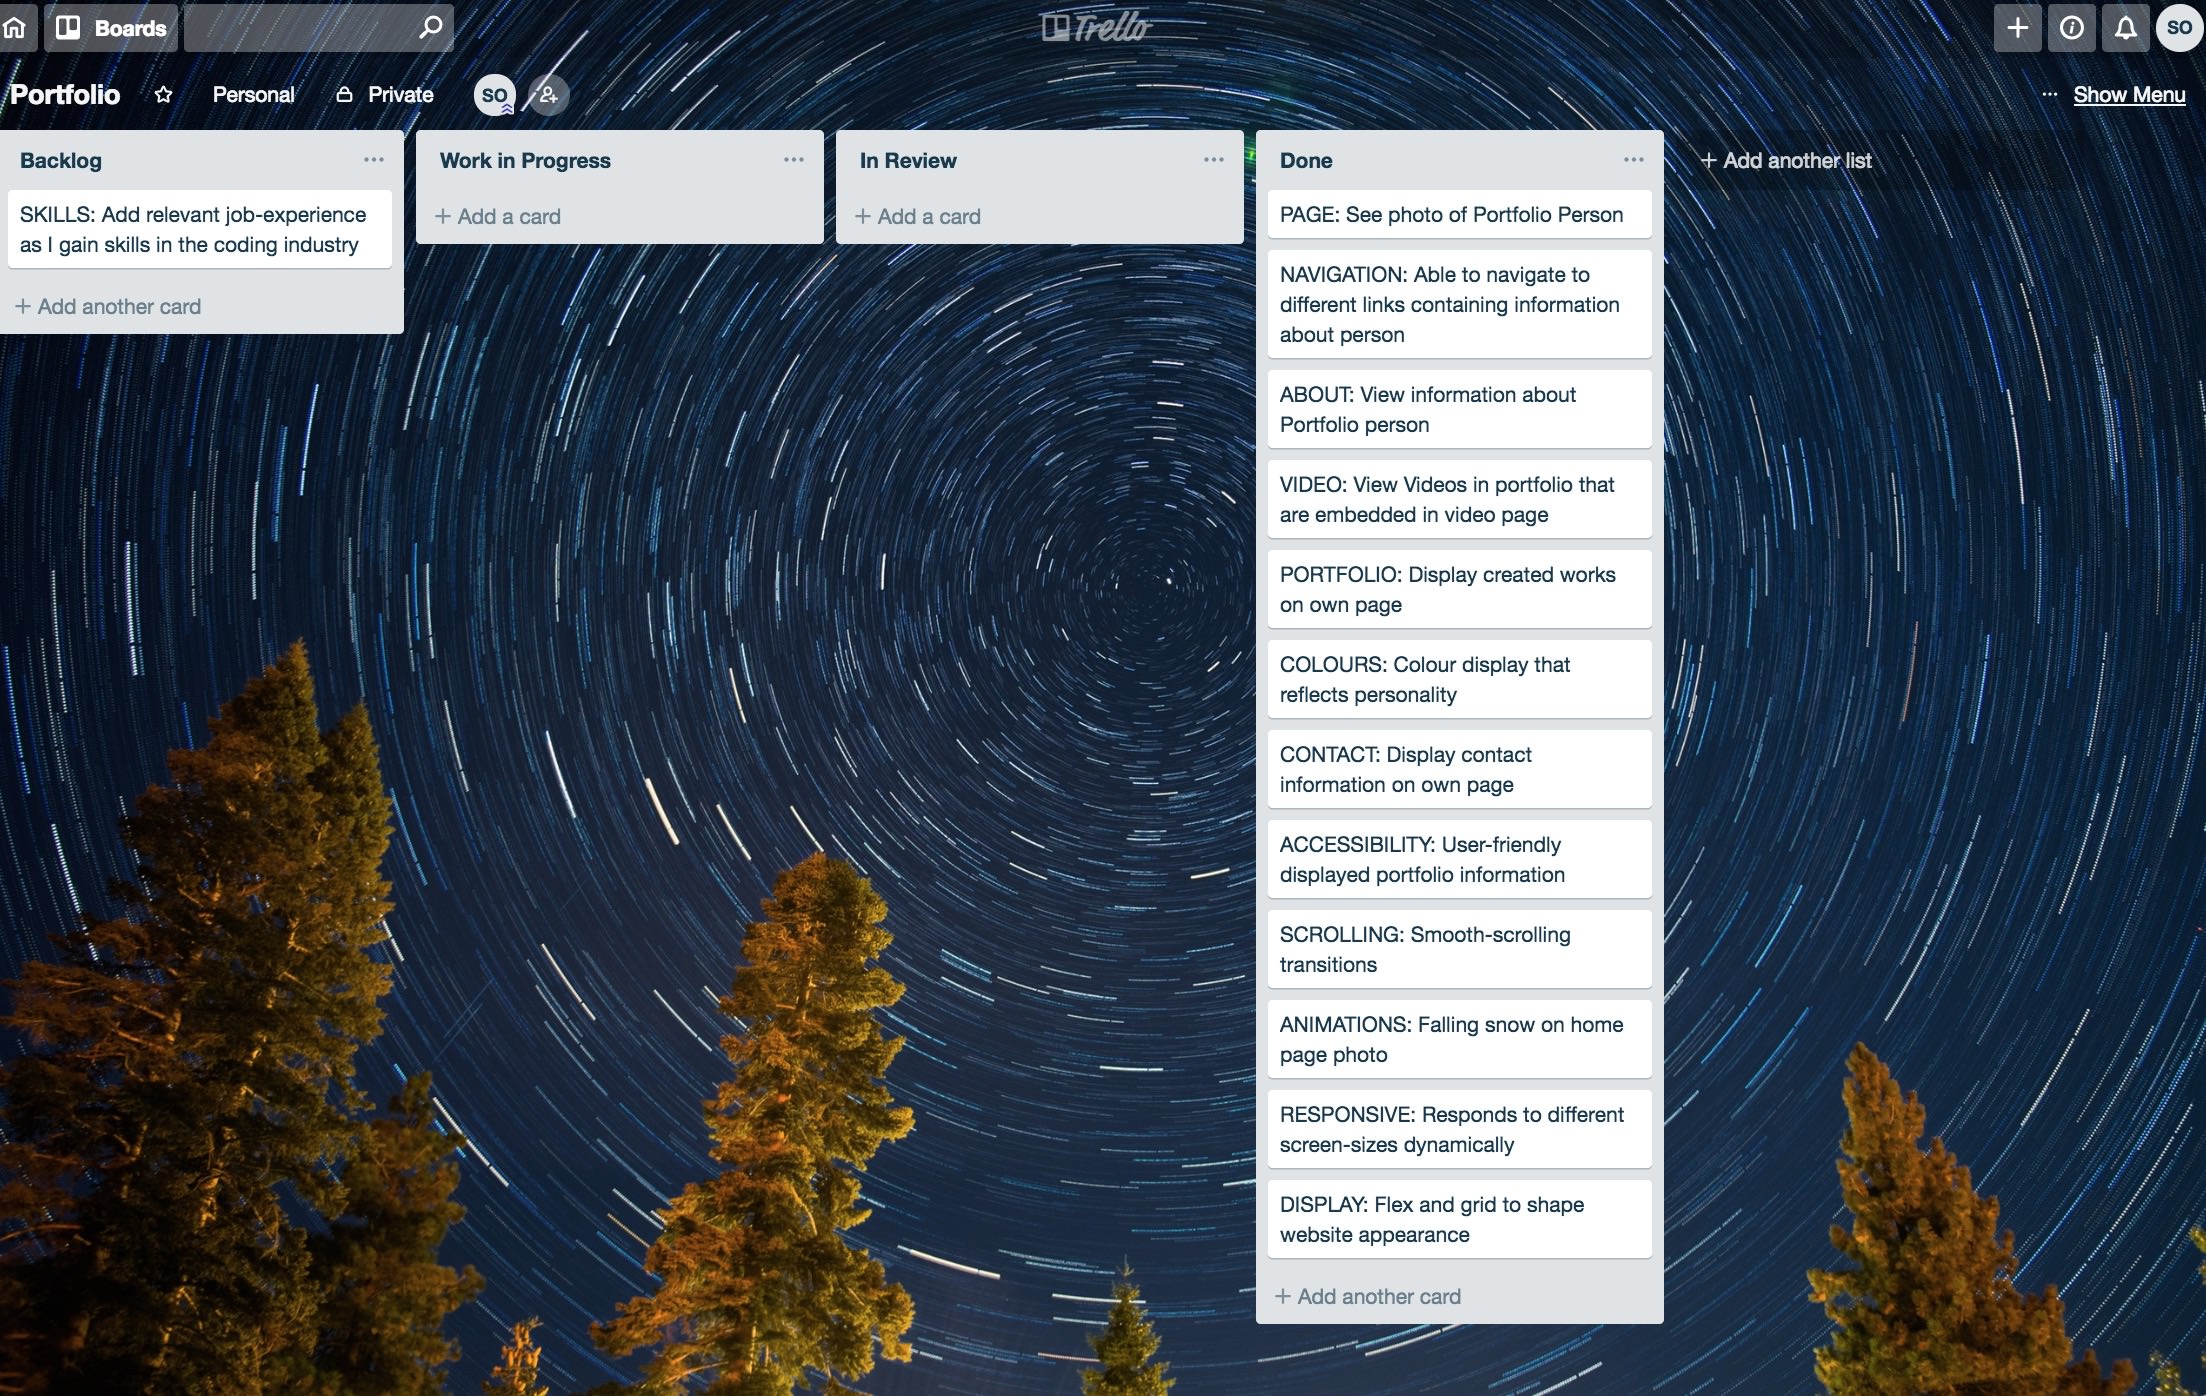 Boards
Trello
SO
Portfolio
Personal
Private
SO
Show Menu
Backlog
SKILLS: Add relevant job-experience
as I gain skills in the coding industry
+ Add another card
Work in Progress
+ Add a card
In Review
+ Add a card
Done
PAGE: See photo of Portfolio Person
NAVIGATION: Able to navigate to
different links containing information
about person
ABOUT: View information about
Portfolio person
VIDEO: View Videos in portfolio that
are embedded in video page
PORTFOLIO: Display created works
on own page
COLOURS: Colour display that
reflects personality
CONTACT: Display contact
information on own page
ACCESSIBILITY: User-friendly
displayed portfolio information
SCROLLING: Smooth-scrolling
transitions
ANIMATIONS: Falling snow on home
page photo
RESPONSIVE: Responds to different
screen-sizes dynamically
DISPLAY: Flex and grid to shape
website appearance
+ Add another card
+ Add another list